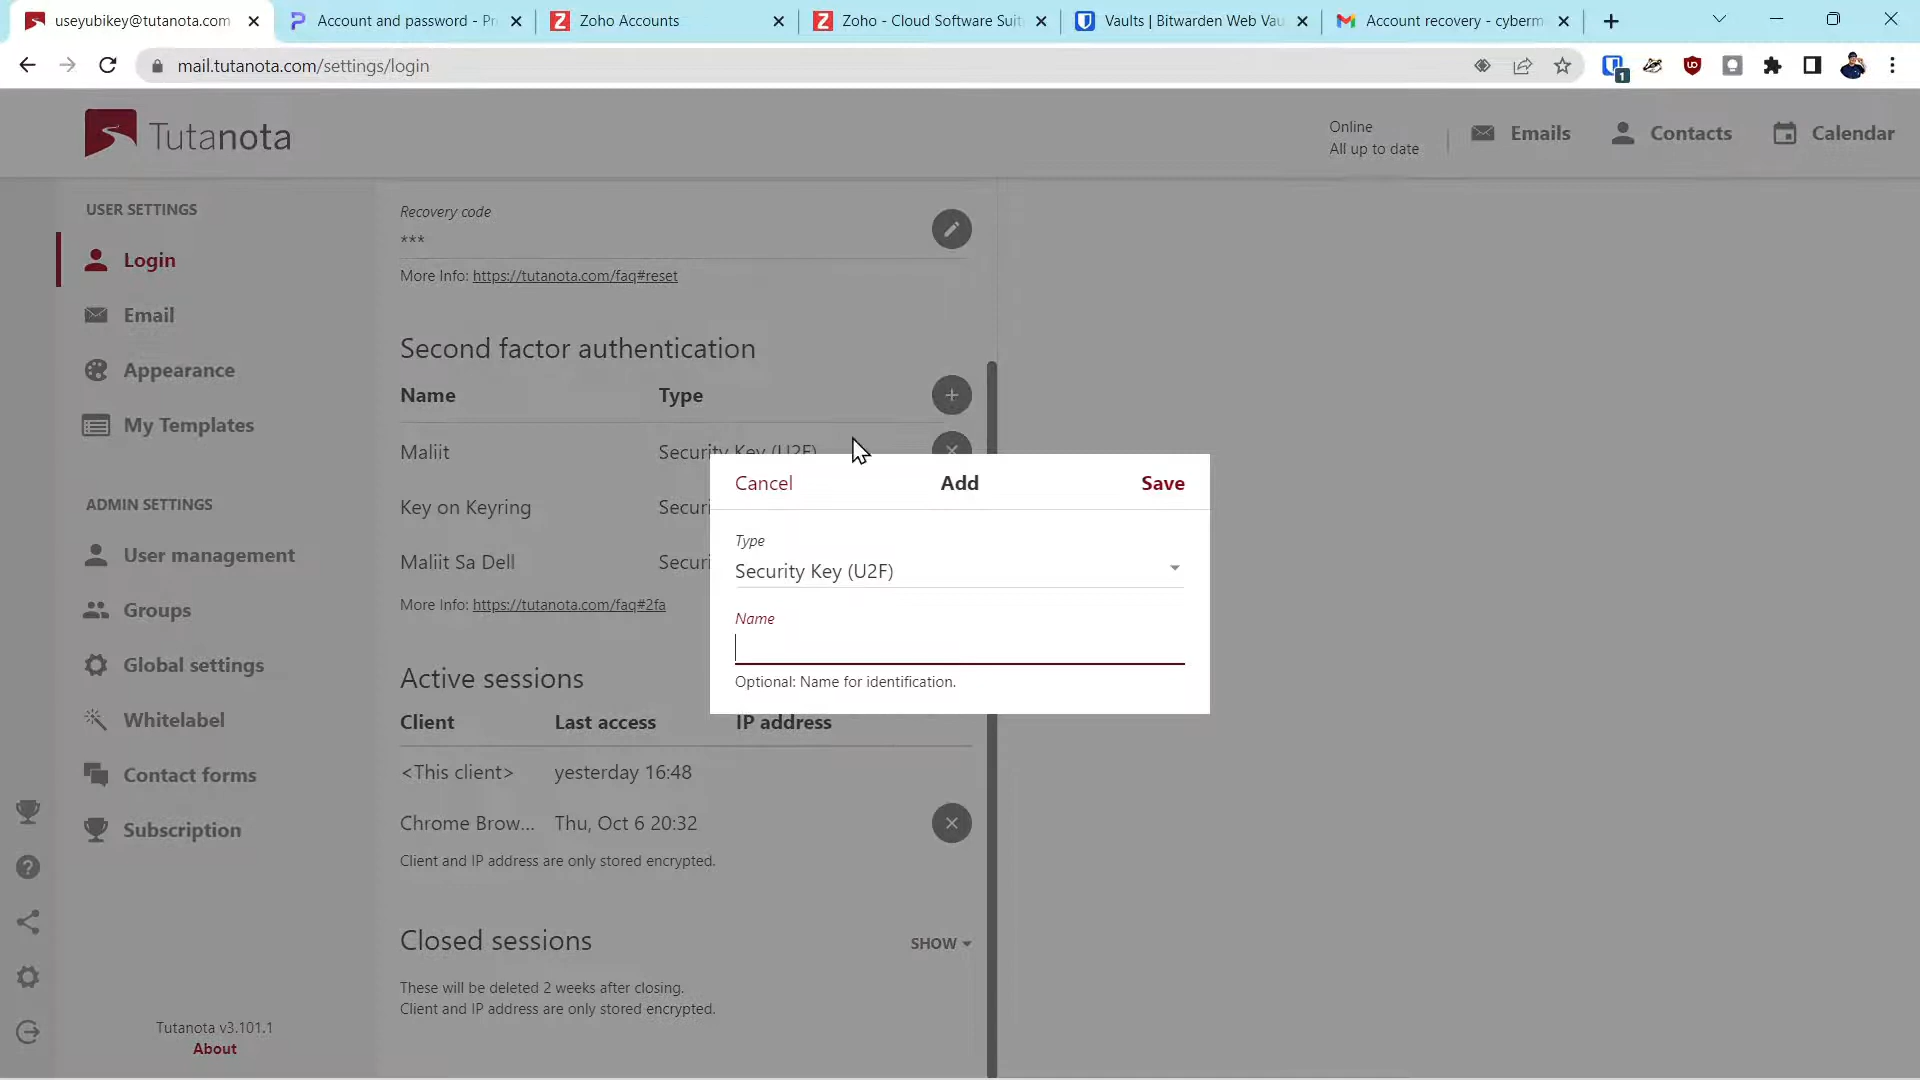 useyubikey@tutanota.com
Account and password - Pr
Zoho Accounts
Zoho - Cloud Software Suit
Vaults | Bitwarden Web Vau
Account recovery - cyberm
mail.tutanota.com/settings/login
1
Tutanota
Online
All up to date
Emails
Contacts
Calendar
USER SETTINGS
Login
Email
Appearance
My Templates
ADMIN SETTINGS
User management
Groups
Global settings
Whitelabel
Contact forms
Subscription
Tutanota v3.101.1
About
Recovery code
***
More Info: https://tutanota.com/faq#reset
Second factor authentication
Name Type
Maliit Security Key (U2F)
Key on Keyring Securi
Maliit Sa Dell Securi
More Info: https://tutanota.com/faq#2fa
Cancel Add Save
Type
Security Key (U2F)
Name
Optional: Name for identification.
Active sessions
Client Last access IP address
<This client> yesterday 16:48
Chrome Brow... Thu, Oct 6 20:32
Client and IP address are only stored encrypted.
Closed sessions SHOW
These will be deleted 2 weeks after closing.
Client and IP address are only stored encrypted.